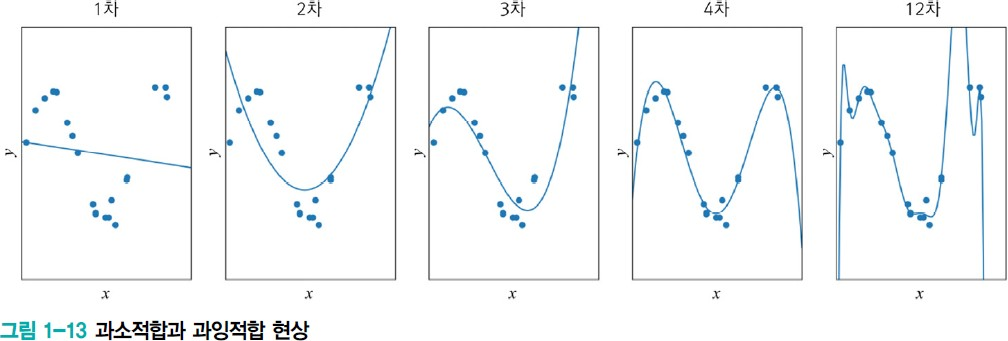 1차 2차 3차 4차 12차
y y y y y
x x x x x
그림 1-13 과소적합과 과잉적합 현상